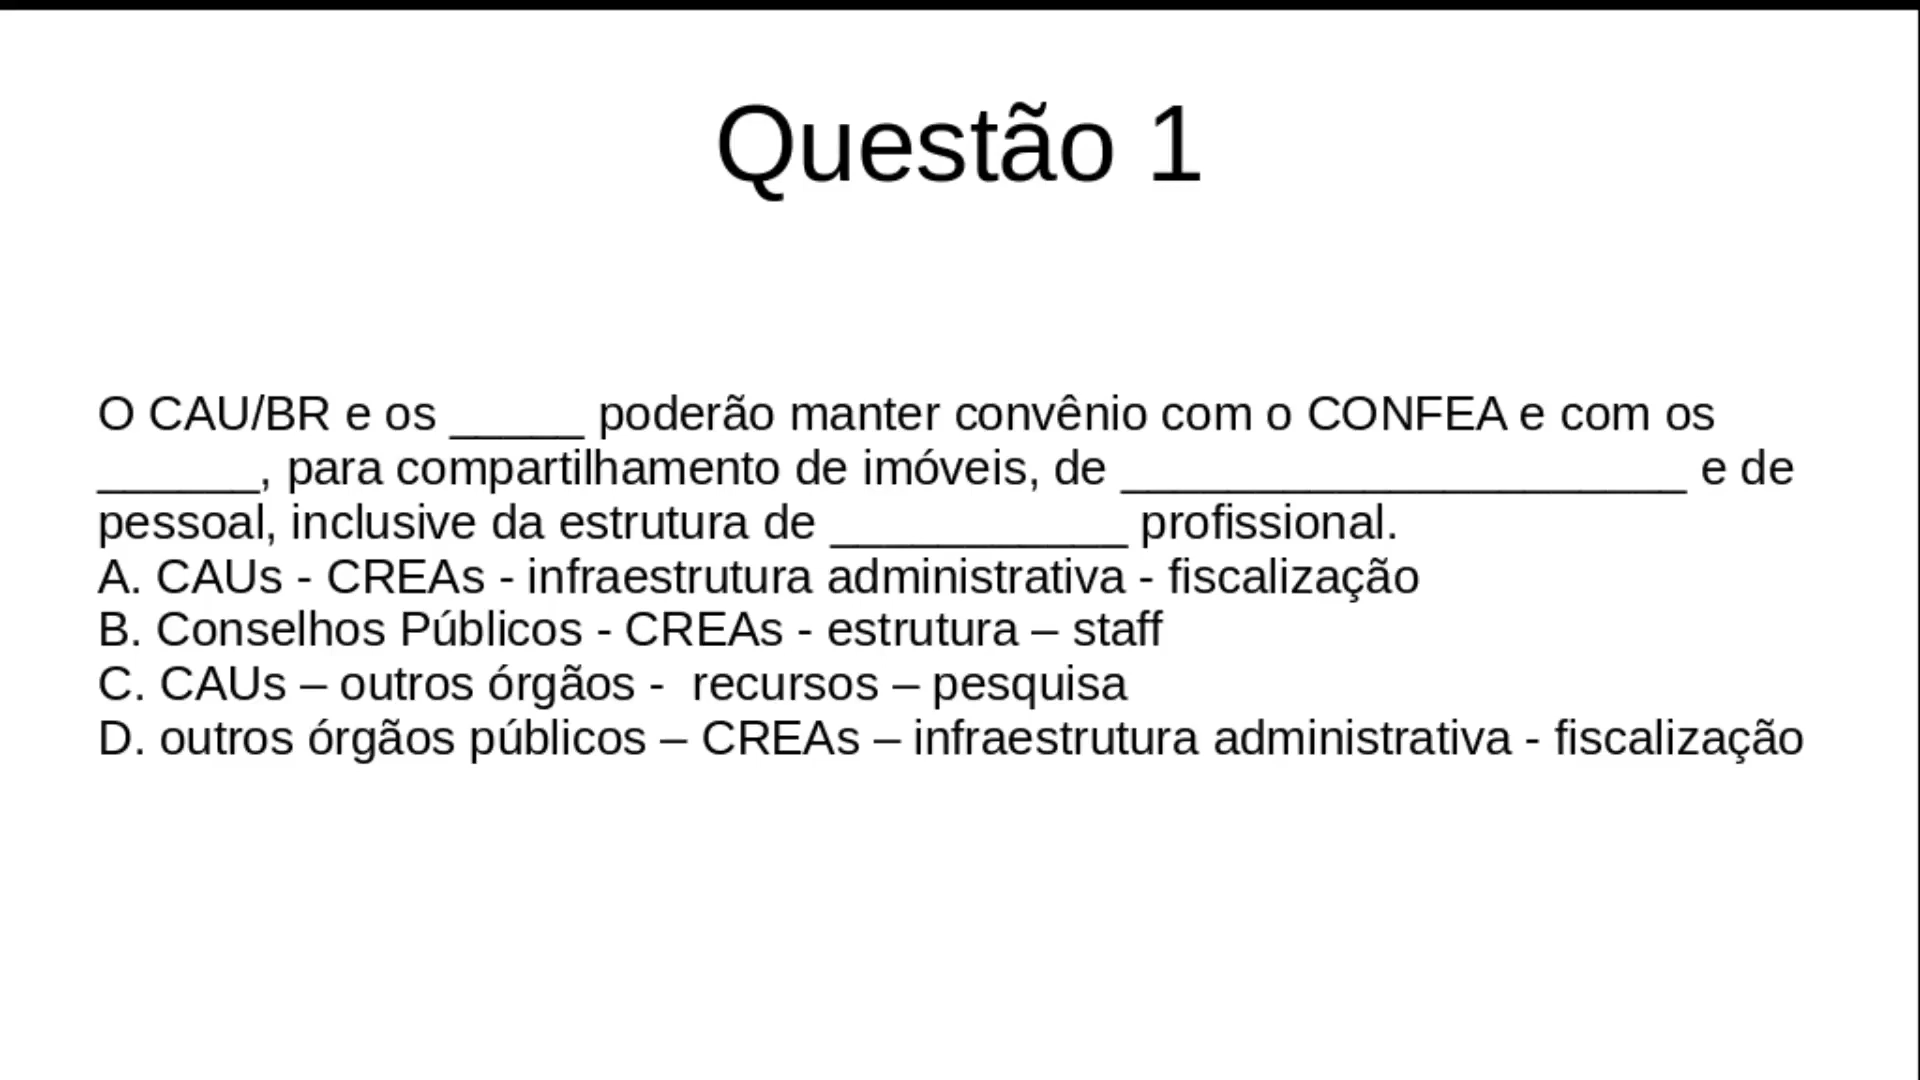 Questão 1
O CAU/BR e os _____ poderão manter convênio com o CONFEA e com os
______, para compartilhamento de imóveis, de _____________________ e de
pessoal, inclusive da estrutura de ___________ profissional.
A. CAUs - CREAs - infraestrutura administrativa - fiscalização
B. Conselhos Públicos - CREAs - estrutura – staff
C. CAUs – outros órgãos -  recursos – pesquisa
D. outros órgãos públicos – CREAs – infraestrutura administrativa - fiscalização